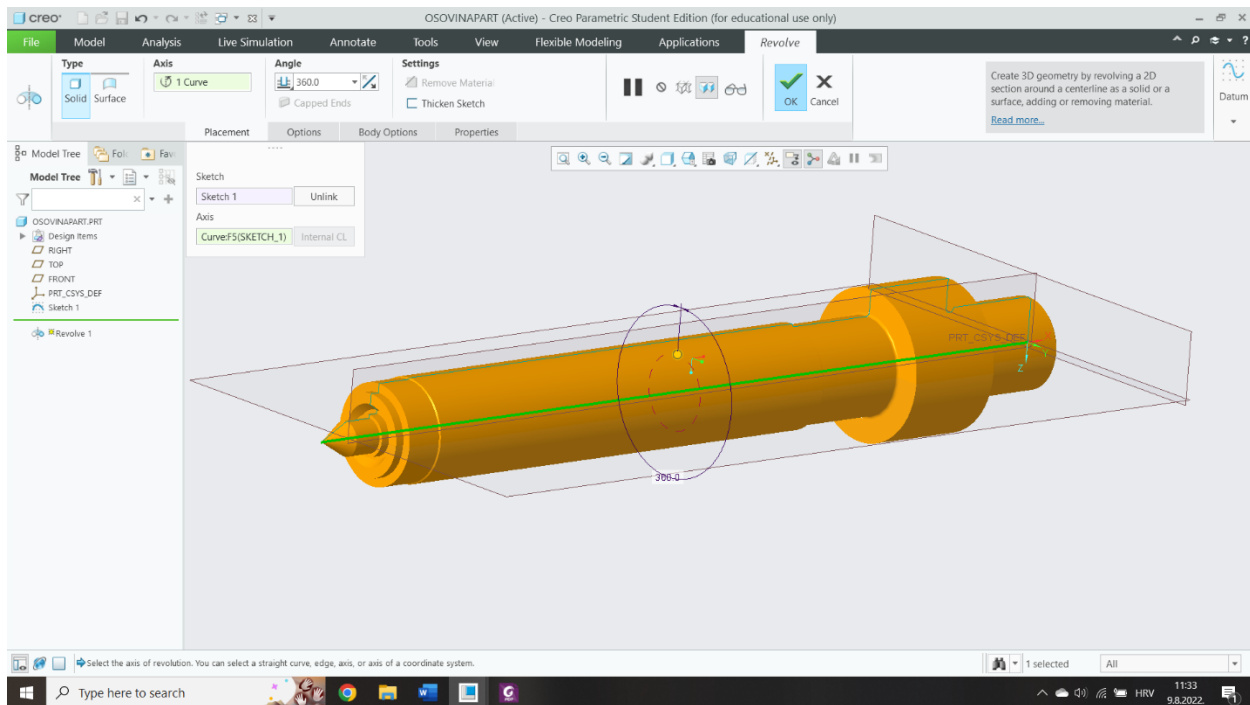 creo
OSOVINAPART (Active) - Creo Parametric Student Edition (for educational use only)
File Model Analysis Live Simulation Annotate Tools View Flexible Modeling Applications Revolve
Type Axis Angle Settings
Solid Surface
1 Curve
360.0
Capped Ends
Remove Material
Thicken Sketch
OK Cancel
Create 3D geometry by revolving a 2D
section around a centerline as a solid or a
surface, adding or removing material.
Read more...
Datum
Placement Options Body Options Properties
Model Tree Fol Fav
Model Tree
OSOVINAPART.PRT
Design Items
RIGHT
TOP
FRONT
PRT_CSYS_DEF
Sketch 1
Revolve 1
Sketch
Sketch 1 Unlink
Axis
Curve:F5(SKETCH_1) Internal CL
PRT_CSYS_DEF
X
Y
Z
360.0
Select the axis of revolution. You can select a straight curve, edge, axis, or axis of a coordinate system.
1 selected All
Type here to search
HRV
11:33
9.8.2022.
1